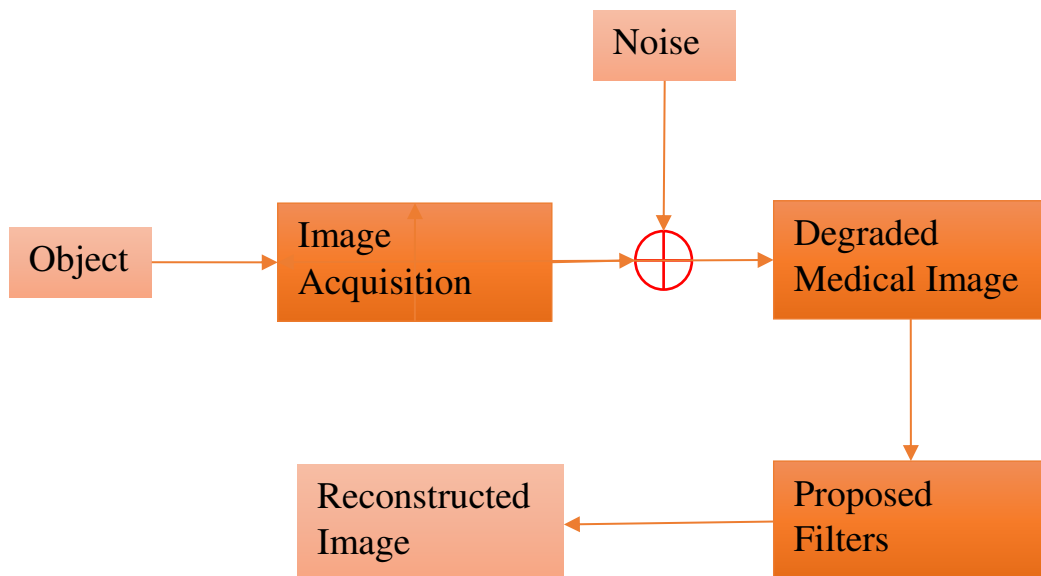 Noise
Object
Image
Acquisition
Degraded
Medical Image
Proposed
Filters
Reconstructed
Image